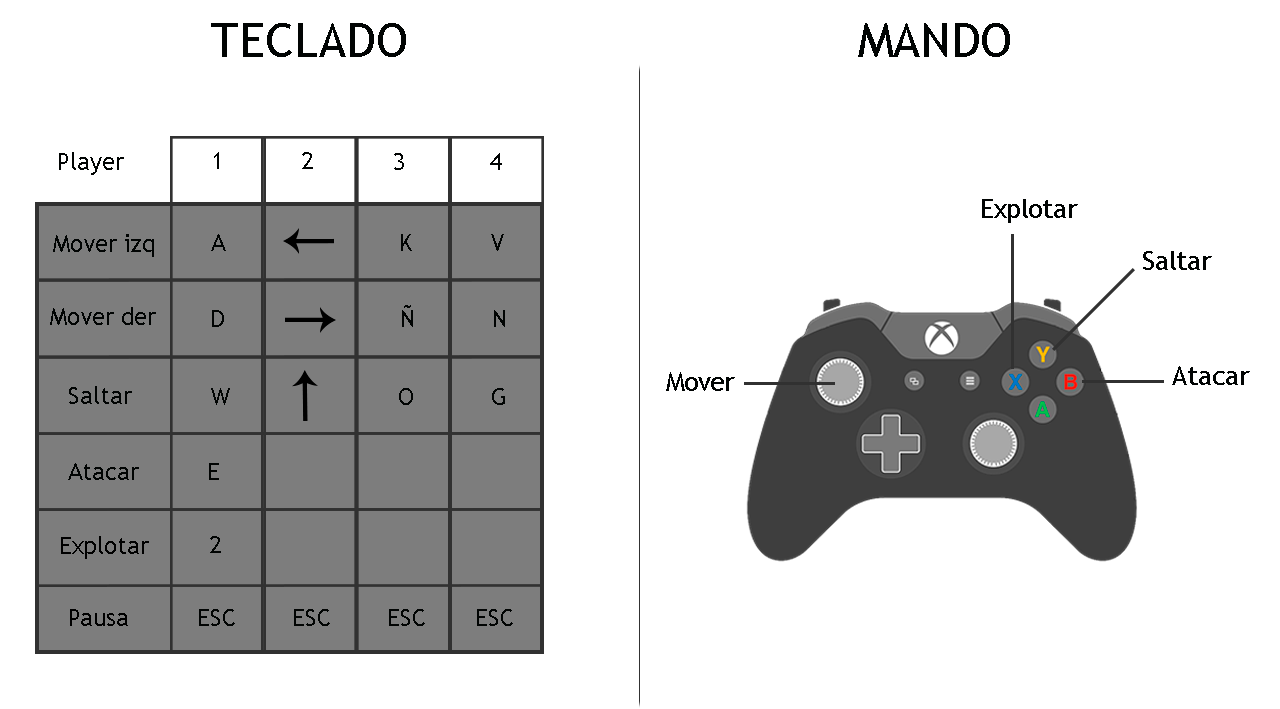 TECLADO
Player 1 2 3 4
Mover izq A ← K V
Mover der D → Ñ N
Saltar W ↑ O G
Atacar E
Explotar 2
Pausa ESC ESC ESC ESC
MANDO
Explotar
Saltar
Y
Mover X B Atacar
A